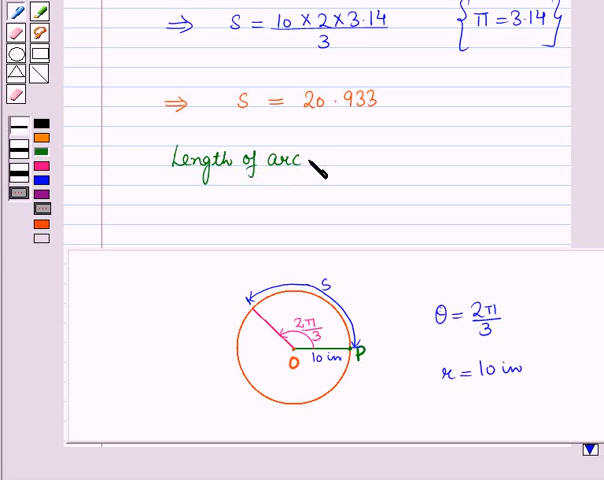 ⇒ S = 10 × 2 × 3.14 / 3 {π = 3.14}
⇒ S = 20.933
Length of arc
S
2π/3
O 10 in P
θ = 2π/3
r = 10 in